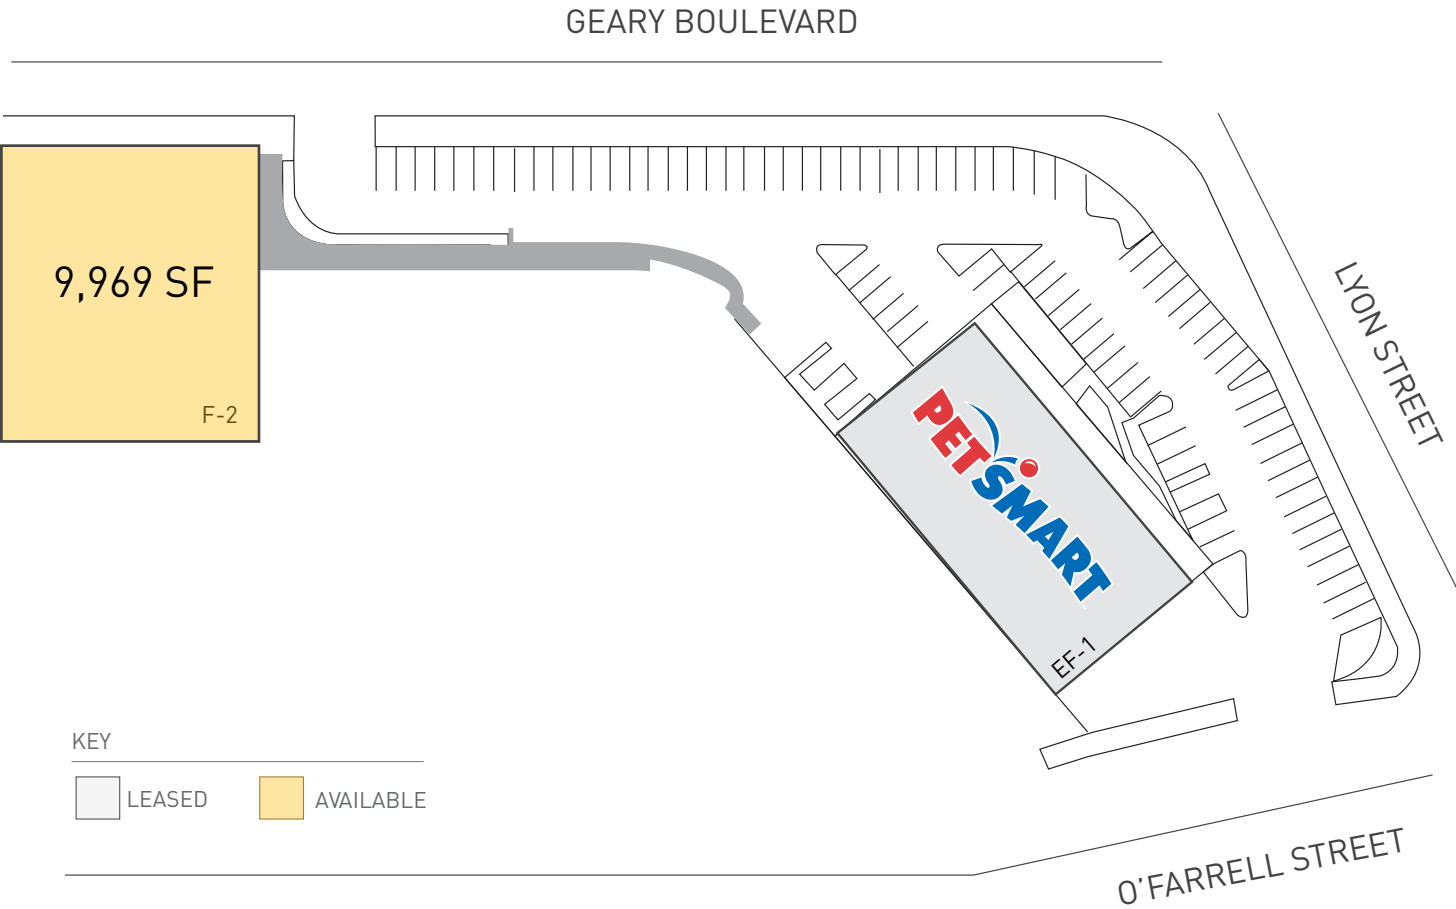 GEARY BOULEVARD
LYON STREET
9,969 SF
F-2
PETSMART
EF-1
KEY
LEASED
AVAILABLE
O'FARRELL STREET